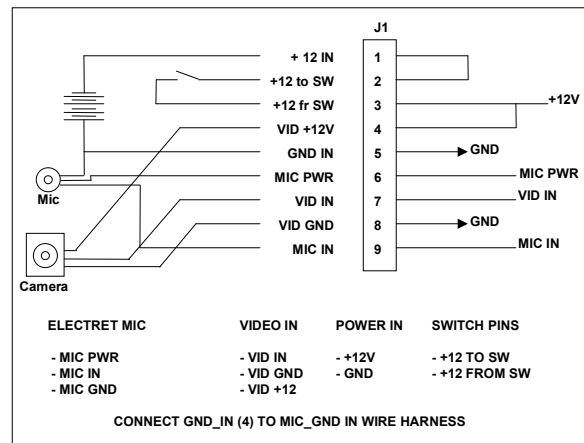 J1
+ 12 IN 1
+12 to SW 2
+12 fr SW 3 +12V
VID +12V 4
GND IN 5 GND
MIC PWR 6 MIC PWR
VID IN 7 VID IN
VID GND 8 GND
MIC IN 9 MIC IN
Mic
Camera
ELECTRET MIC VIDEO IN POWER IN SWITCH PINS
- MIC PWR - VID IN - +12V - +12 TO SW
- MIC IN - VID GND - GND - +12 FROM SW
- MIC GND - VID +12
CONNECT GND_IN (4) TO MIC_GND IN WIRE HARNESS